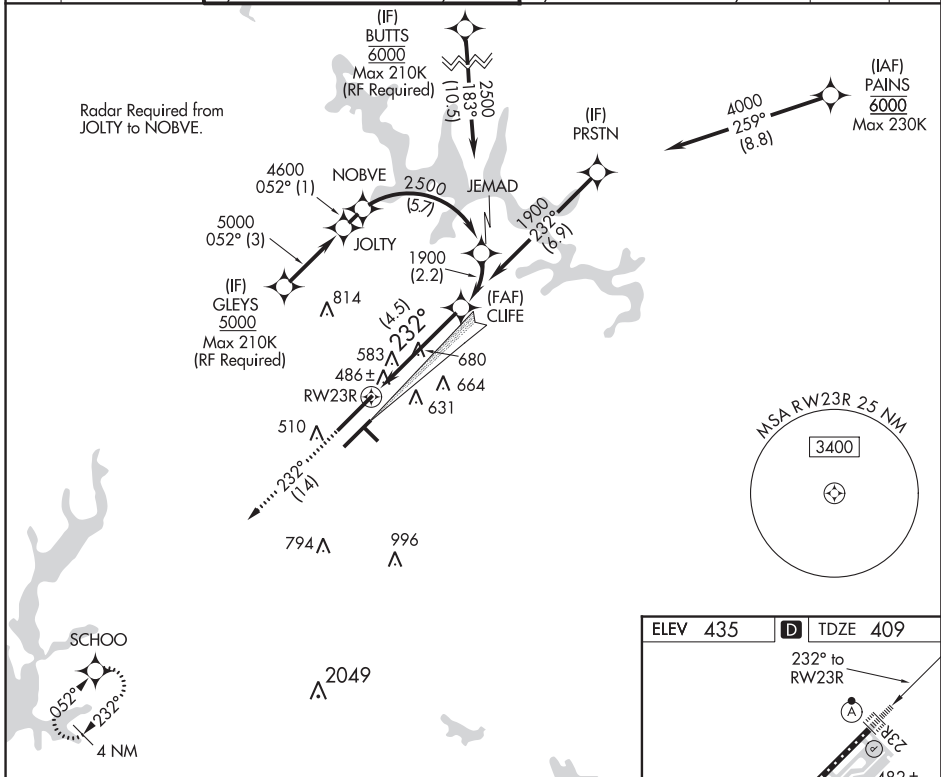 (IF)
BUTTS
6000
Max 210K
(RF Required)
2500
183°
(10.5)
(IAF)
PAINS
6000
Max 230K
4000
259°
(8.8)
Radar Required from
JOLTY to NOBVE.
(IF)
PRSTN
NOBVE
4600
052° (1)
2500
(5.7)
JEMAD
1900
232°
(6.9)
5000
052° (3)
JOLTY
1900
(2.2)
(IF)
GLEYS
5000
Max 210K
(RF Required)
814
(FAF)
CLIFE
(4.5)
232°
583
680
486±
664
RW23R
631
510
232°
(14)
MSA RW23R 25 NM
3400
794
996
SCHOO
052°
232°
4 NM
2049
ELEV 435
D
TDZE 409
232° to
RW23R
A
23R
P
482±